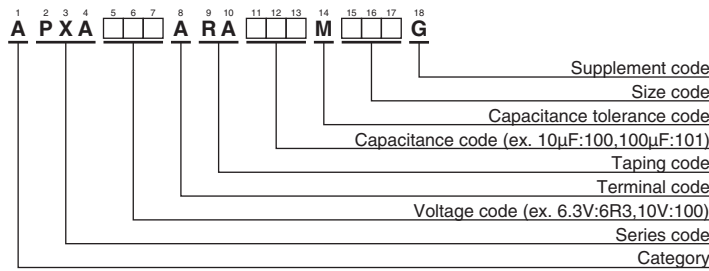 1 2 3 4 5 6 7 8 9 10 11 12 13 14 15 16 17 18
A P X A A R A M G
Supplement code
Size code
Capacitance tolerance code
Capacitance code (ex. 10μF:100,100μF:101)
Taping code
Terminal code
Voltage code (ex. 6.3V:6R3,10V:100)
Series code
Category